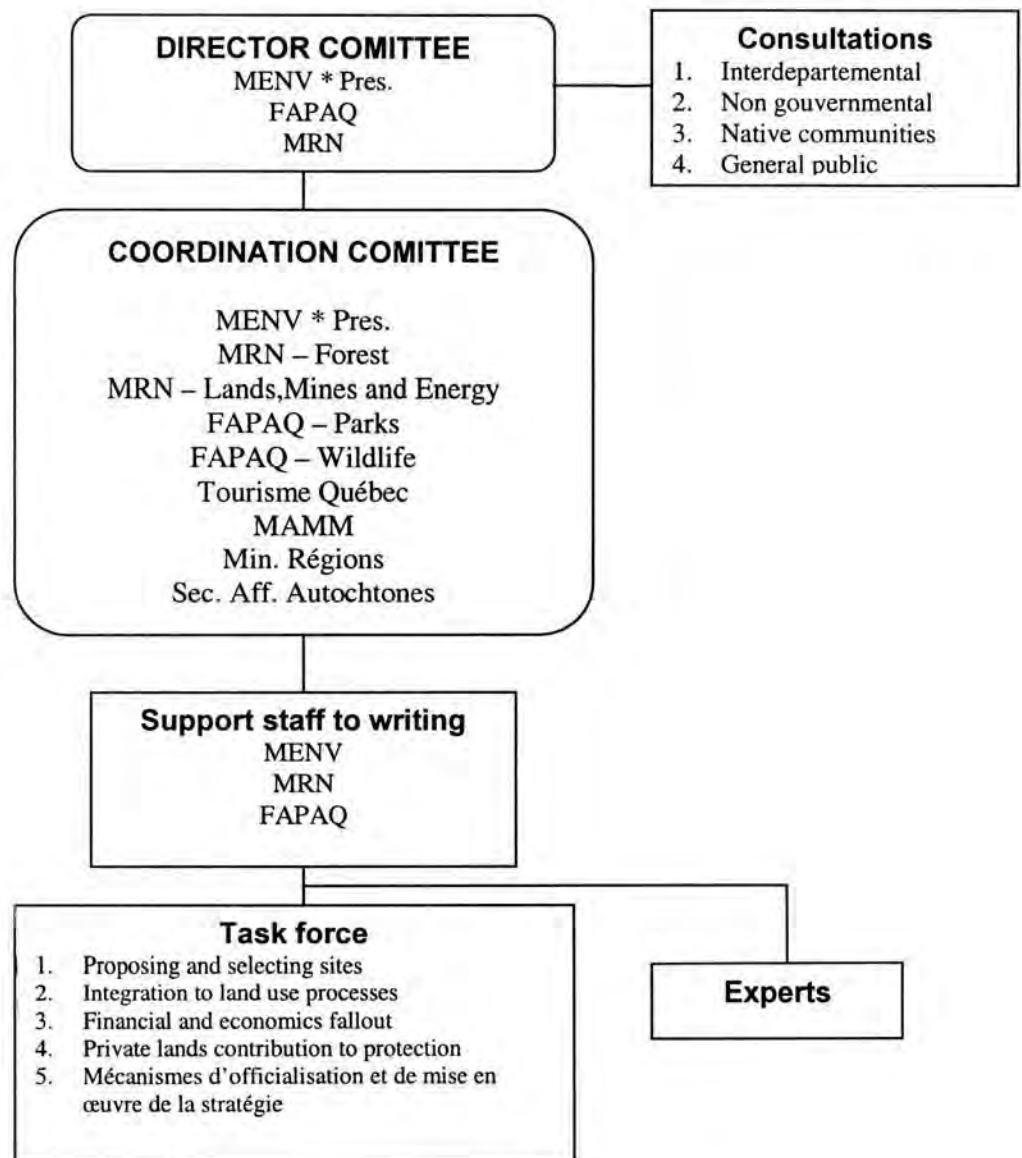 DIRECTOR COMITTEE
MENV * Pres.
FAPAQ
MRN
Consultations
1. Interdepartemental
2. Non gouvernmental
3. Native communities
4. General public
COORDINATION COMITTEE
MENV * Pres.
MRN – Forest
MRN – Lands,Mines and Energy
FAPAQ – Parks
FAPAQ – Wildlife
Tourisme Québec
MAMM
Min. Régions
Sec. Aff. Autochtones
Support staff to writing
MENV
MRN
FAPAQ
Task force
1. Proposing and selecting sites
2. Integration to land use processes
3. Financial and economics fallout
4. Private lands contribution to protection
5. Mécanismes d'officialisation et de mise en
œuvre de la stratégie
Experts